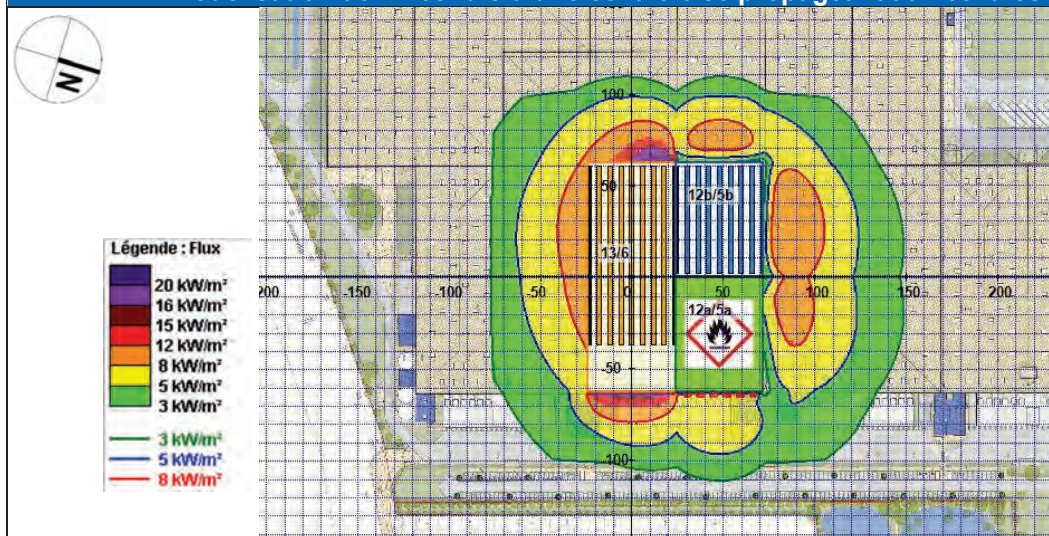 N
100
50
12b/5b
13/6
Légende : Flux
20 kW/m²
16 kW/m²
15 kW/m²
12 kW/m²
8 kW/m²
5 kW/m²
3 kW/m²
3 kW/m²
5 kW/m²
8 kW/m²
200 -150 -100 -50 0 50 100 150 200
12a/5a
-50
-100